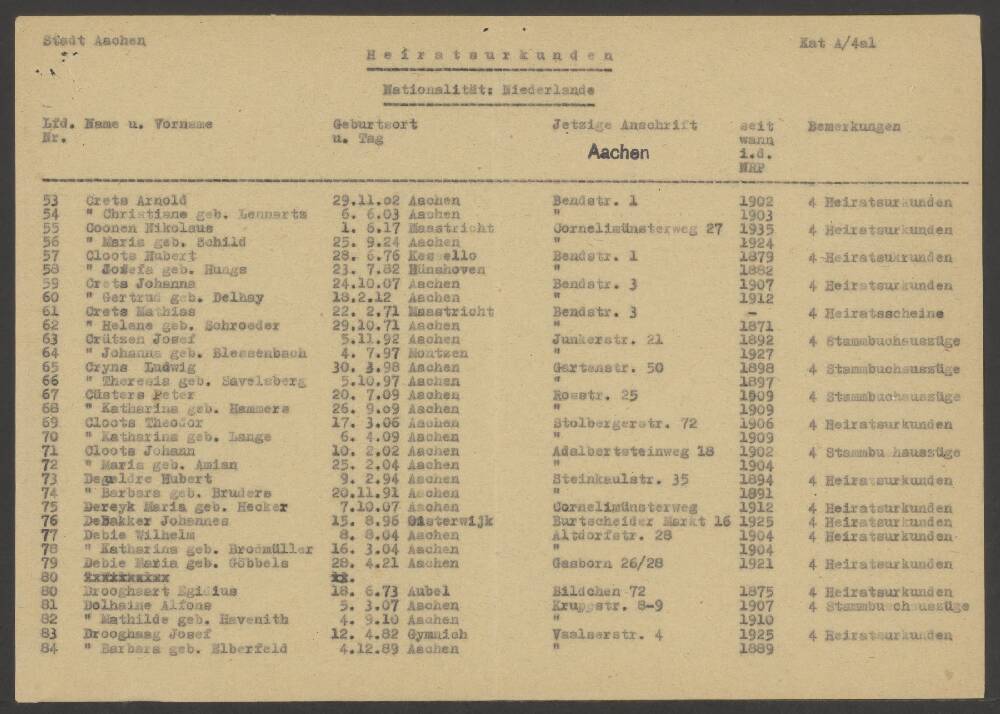 Stadt Aachen
Kat A/4a1
Heiratsurkunden
Nationalität: Niederlande
Lfd. Name u. Vorname Geburtsort Jetzige Anschrift seit Bemerkungen
Nr. u. Tag wann
Aachen i.d.
NRP
53 Crets Arnold 29.11.02 Aachen Bendstr. 1 1902 4 Heiratsurkunden
54 " Christiane geb. Lennarts 6. 6.03 Aachen " 1903
55 Coonen Nikolaus 1. 6.17 Maastricht Cornelimünsterweg 27 1935 4 Heiratsurkunden
56 " Maria geb. Schild 25. 9.24 Aachen " 1924
57 Cloots Hubert 28. 6.76 Kessello Bendstr. 1 1879 4 Heiratsurkunden
58 " Josefa geb. Hungs 23. 7.82 Hünshoven " 1882
59 Crets Johanna 24.10.07 Aachen Bendstr. 3 1907 4 Heiratsurkunden
60 " Gertrud geb. Delhay 18.2.12 Aachen " 1912
61 Crets Mathias 22. 2.71 Maastricht Bendstr. 3 - 4 Heiratsscheine
62 " Helene geb. Schroeder 29.10.71 Aachen " 1871
63 Crützen Josef 5.11.92 Aachen Junkerstr. 21 1892 4 Stammbuchsauszüge
64 " Johanna geb. Blessenbach 4. 7.97 Montzen " 1927
65 Cryns Ludwig 30. 3.98 Aachen Gartenstr. 50 1898 4 Stammbuchsauszüge
66 " Theresia geb. Savelsberg 5.10.97 Aachen " 1897
67 Cüsters Peter 20. 7.09 Aachen Rosstr. 25 1909 4 Stammbuchauszüge
68 " Katharina geb. Hammers 26. 9.09 Aachen " 1909
69 Cloots Theodor 17. 3.06 Aachen Stolbergerstr. 72 1906 4 Heiratsurkunden
70 " Katharina geb. Lange 6. 4.09 Aachen " 1909
71 Cloots Johann 10. 2.02 Aachen Adalbertsteinweg 18 1902 4 Stammbu hauszüge
72 " Maria geb. Amian 25. 2.04 Aachen " 1904
73 Degueldre Hubert 9. 2.94 Aachen Steinkaulstr. 35 1894 4 Heiratsurkunden
74 " Barbara geb. Bruders 20.11.91 Aachen " 1891
75 Dereyk Maria geb. Hecker 7.10.07 Aachen Cornelimünsterweg 1912 4 Heiratsurkunden
76 DeBakker Johannes 15. 8.96 Oisterwijk Burtscheider Markt 16 1925 4 Heiratsurkunden
77 Debie Wilhelm 8. 8.04 Aachen Altdorfstr. 28 1904 4 Heiratsurkunden
78 " Katharina geb. Brodmüller 16. 3.04 Aachen " 1904
79 Debie Maria geb. Göbbels 28. 4.21 Aachen Gasborn 26/28 1921 4 Heiratsurkunden
80 xxxxxxxxxx xx.
80 Drooghaart Egidius 18. 6.73 Aubel Bildchen 72 1875 4 Heiratsurkunden
81 Dolhaine Alfons 5. 3.07 Aachen Kruppstr. 8-9 1907 4 Stammbuchauszüge
82 " Mathilde geb. Havenith 4. 9.10 Aachen " 1910
83 Drooghaag Josef 12. 4.82 Gymnich Vaalserstr. 4 1925 4 Heiratsurkunden
84 " Barbara geb. Elberfeld 4.12.89 Aachen " 1889